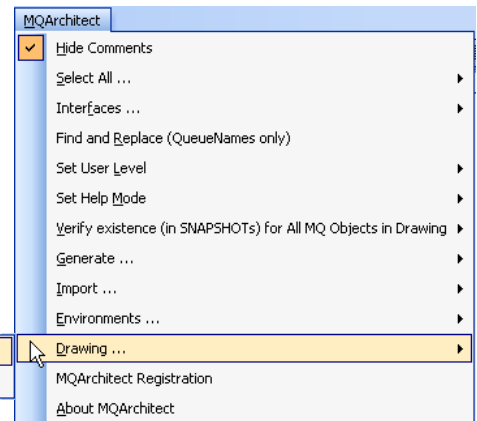 MQArchitect
Hide Comments
Select All ...
Interfaces ...
Find and Replace (QueueNames only)
Set User Level
Set Help Mode
Verify existence (in SNAPSHOTs) for All MQ Objects in Drawing
Generate ...
Import ...
Environments ...
Drawing ...
MQArchitect Registration
About MQArchitect